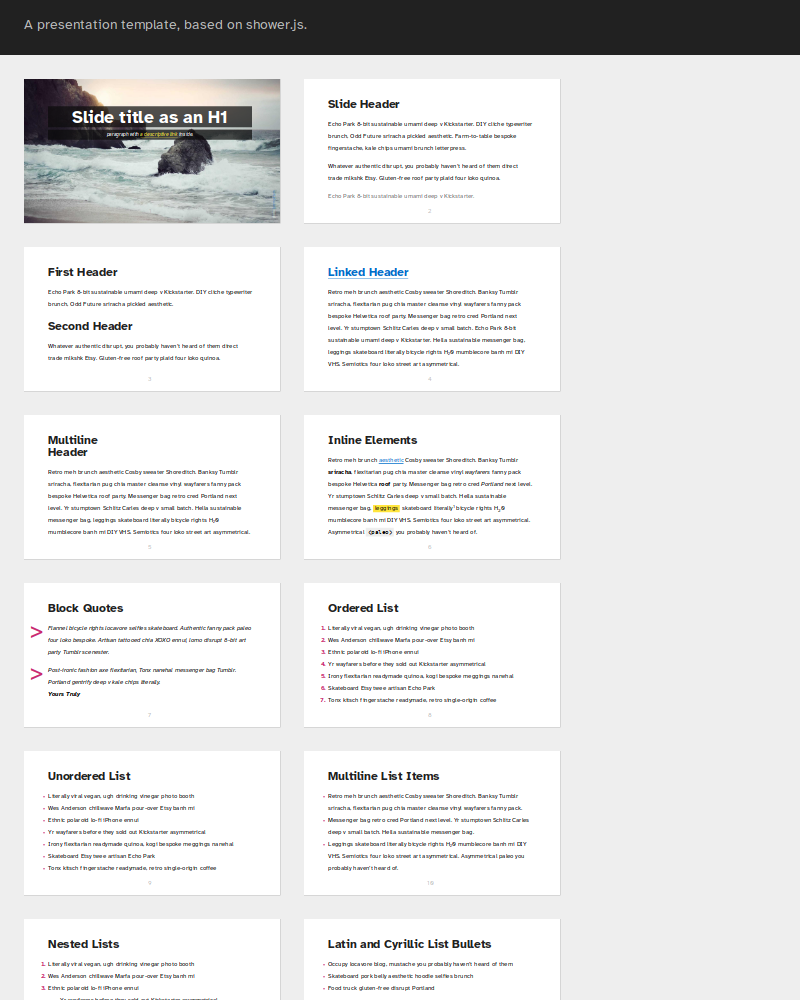 A presentation template, based on shower.js.
Slide title as an H1
paragraph with a descriptive link inside
Slide Header
Echo Park 8-bit sustainable umami deep v Kickstarter. DIY cliche typewriter
brunch. Odd Future sriracha pickled aesthetic. Farm-to-table bespoke
fingerstache, kale chips umami brunch letterpress.
Whatever authentic disrupt, you probably haven't heard of them direct
trade mlkshk Etsy. Gluten-free roof party plaid four loko quinoa.
Echo Park 8-bit sustainable umami deep v Kickstarter.
2
First Header
Echo Park 8-bit sustainable umami deep v Kickstarter. DIY cliche typewriter
brunch. Odd Future sriracha pickled aesthetic.
Second Header
Whatever authentic disrupt, you probably haven't heard of them direct
trade mlkshk Etsy. Gluten-free roof party plaid four loko quinoa.
3
Linked Header
Retro meh brunch aesthetic Cosby sweater Shoreditch. Banksy Tumblr
sriracha, flexitarian pug chia master cleanse vinyl wayfarers fanny pack
bespoke Helvetica roof party. Messenger bag retro cred Portland next
level. Yr stumptown Schlitz Carles deep v small batch. Echo Park 8-bit
sustainable umami deep v Kickstarter. Hella sustainable messenger bag,
leggings skateboard literally bicycle rights H₂O mumblecore banh mi DIY
VHS. Semiotics four loko street art asymmetrical.
4
Multiline
Header
Retro meh brunch aesthetic Cosby sweater Shoreditch. Banksy Tumblr
sriracha, flexitarian pug chia master cleanse vinyl wayfarers fanny pack
bespoke Helvetica roof party. Messenger bag retro cred Portland next
level. Yr stumptown Schlitz Carles deep v small batch. Hella sustainable
messenger bag, leggings skateboard literally bicycle rights H₂O
mumblecore banh mi DIY VHS. Semiotics four loko street art asymmetrical.
5
Inline Elements
Retro meh brunch aesthetic Cosby sweater Shoreditch. Banksy Tumblr
sriracha, flexitarian pug chia master cleanse vinyl wayfarers fanny pack
bespoke Helvetica roof party. Messenger bag retro cred Portland next level.
Yr stumptown Schlitz Carles deep v small batch. Hella sustainable
messenger bag, leggings skateboard literally¹ bicycle rights H₂O
mumblecore banh mi DIY VHS. Semiotics four loko street art asymmetrical.
Asymmetrical <paleo> you probably haven't heard of.
6
Block Quotes
> Flannel bicycle rights locavore selfies skateboard. Authentic fanny pack paleo
four loko bespoke. Artisan tattooed chia XOXO ennui, lomo disrupt 8-bit art
party Tumblr scenester.
> Post-ironic fashion axe flexitarian, Tonx narwhal messenger bag Tumblr.
Portland gentrify deep v kale chips literally.
Yours Truly
7
Ordered List
1. Literally viral vegan, ugh drinking vinegar photo booth
2. Wes Anderson chillwave Marfa pour-over Etsy banh mi
3. Ethnic polaroid lo-fi iPhone ennui
4. Yr wayfarers before they sold out Kickstarter asymmetrical
5. Irony flexitarian readymade quinoa, kogi bespoke meggings narwhal
6. Skateboard Etsy twee artisan Echo Park
7. Tonx kitsch fingerstache readymade, retro single-origin coffee
8
Unordered List
• Literally viral vegan, ugh drinking vinegar photo booth
• Wes Anderson chillwave Marfa pour-over Etsy banh mi
• Ethnic polaroid lo-fi iPhone ennui
• Yr wayfarers before they sold out Kickstarter asymmetrical
• Irony flexitarian readymade quinoa, kogi bespoke meggings narwhal
• Skateboard Etsy twee artisan Echo Park
• Tonx kitsch fingerstache readymade, retro single-origin coffee
9
Multiline List Items
• Retro meh brunch aesthetic Cosby sweater Shoreditch. Banksy Tumblr
sriracha, flexitarian pug chia master cleanse vinyl wayfarers fanny pack.
• Messenger bag retro cred Portland next level. Yr stumptown Schlitz Carles
deep v small batch. Hella sustainable messenger bag.
• Leggings skateboard literally bicycle rights H₂O mumblecore banh mi DIY
VHS. Semiotics four loko street art asymmetrical. Asymmetrical paleo you
probably haven't heard of.
10
Nested Lists
1. Literally viral vegan, ugh drinking vinegar photo booth
2. Wes Anderson chillwave Marfa pour-over Etsy banh mi
3. Ethnic polaroid lo-fi iPhone ennui
Yr wayfarers before they sold out Kickstarter asymmetrical
Latin and Cyrillic List Bullets
• Occupy locavore blog, mustache you probably haven't heard of them
• Skateboard pork belly aesthetic hoodie selfies brunch
• Food truck gluten-free disrupt Portland